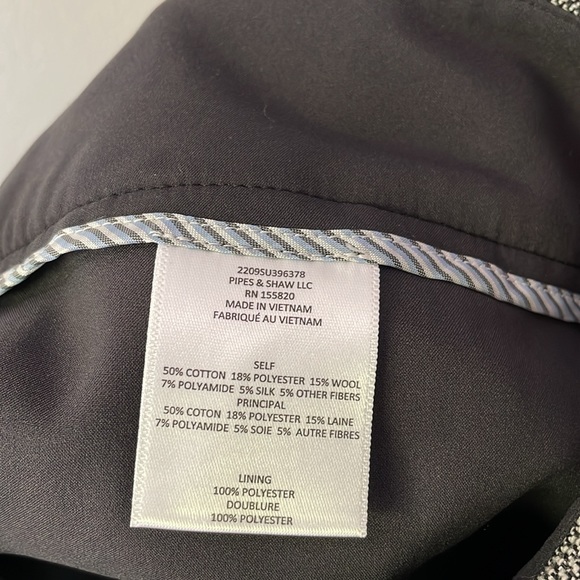 2209SU396378
PIPES & SHAW LLC
RN 155820
MADE IN VIETNAM
FABRIQUÉ AU VIETNAM
SELF
50% COTTON 18% POLYESTER 15% WOOL
7% POLYAMIDE 5% SILK 5% OTHER FIBERS
PRINCIPAL
50% COTON 18% POLYESTER 15% LAINE
7% POLYAMIDE 5% SOIE 5% AUTRE FIBRES
LINING
100% POLYESTER
DOUBLURE
100% POLYESTER